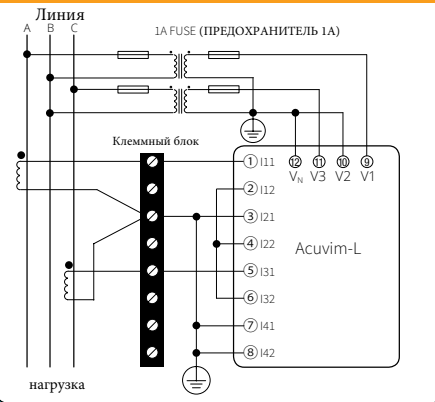 Линия
A B C
1A FUSE (ПРЕДОХРАНИТЕЛЬ 1А)
Клеммный блок
12 11 10 9
VN V3 V2 V1
1 I11
2 I12
3 I21
4 I22
5 I31
6 I32
7 I41
8 I42
Acuvim-L
нагрузка